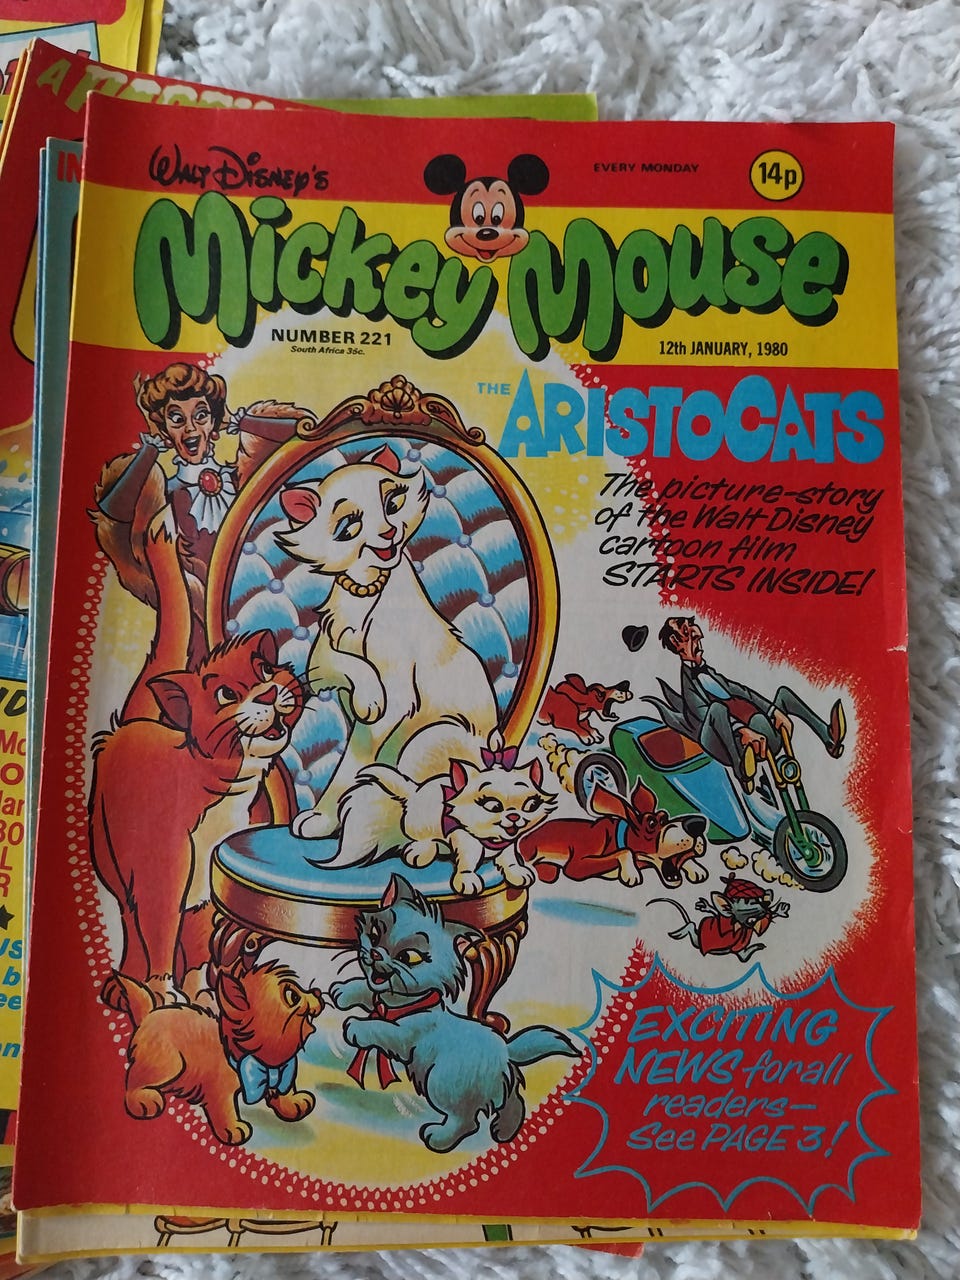 WALT DISNEY'S
EVERY MONDAY
14p
Mickey Mouse
NUMBER 221
South Africa 35c.
12th JANUARY, 1980
THE ARISTOCATS
The picture-story
of the Walt Disney
cartoon film
STARTS INSIDE!
EXCITING
NEWS for all
readers—
See PAGE 3!
A
IN